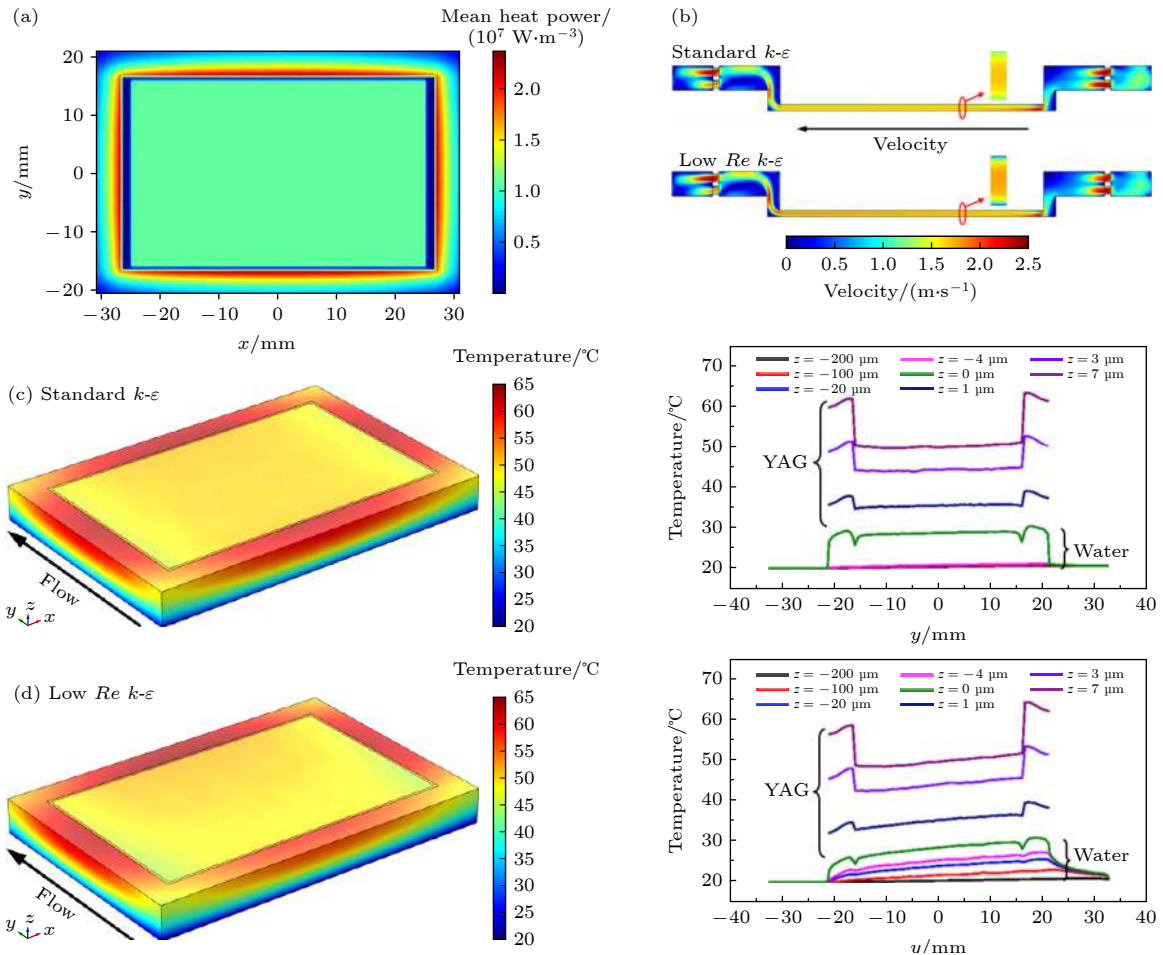 (a)
Mean heat power/
(10⁷ W·m⁻³)
20
10
0
−10
−20
y/mm
−30
−20
−10
0
10
20
30
x/mm
2.0
1.5
1.0
0.5
(b)
Standard k-ε
Velocity
Low Re k-ε
0
0.5
1.0
1.5
2.0
2.5
Velocity/(m·s⁻¹)
(c) Standard k-ε
Temperature/℃
65
60
55
50
45
40
35
30
25
20
Flow
y
z
x
z = −200 μm
z = −4 μm
z = 3 μm
z = −100 μm
z = 0 μm
z = 7 μm
z = −20 μm
z = 1 μm
YAG
Water
70
60
50
40
30
20
Temperature/℃
−40
−30
−20
−10
0
10
20
30
40
y/mm
(d) Low Re k-ε
Temperature/℃
65
60
55
50
45
40
35
30
25
20
Flow
y
z
x
z = −200 μm
z = −4 μm
z = 3 μm
z = −100 μm
z = 0 μm
z = 7 μm
z = −20 μm
z = 1 μm
YAG
Water
70
60
50
40
30
20
Temperature/℃
−40
−30
−20
−10
0
10
20
30
40
y/mm